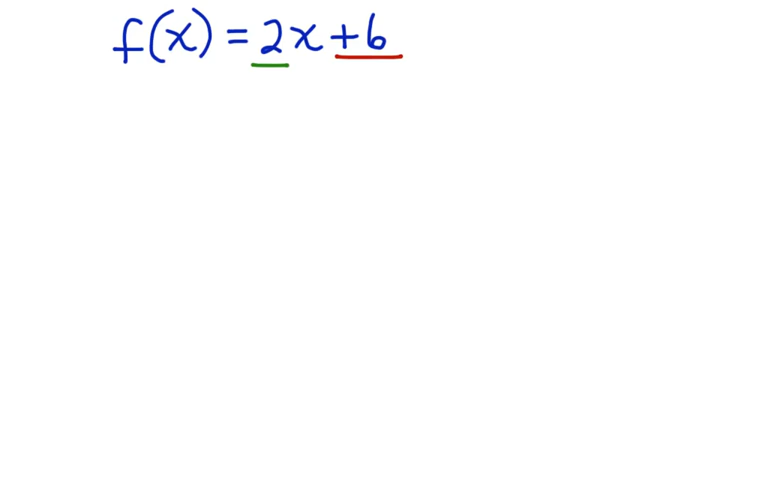 f(x) = 2x + 6